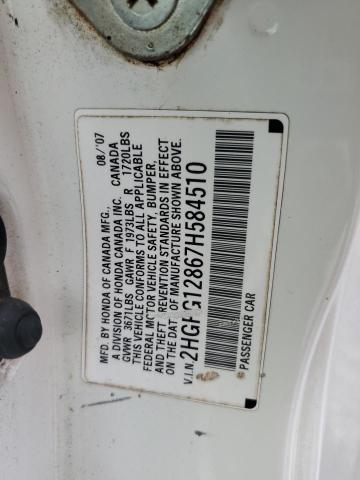 MFD. BY HONDA OF CANADA MFG., 08/'07
A DIVISION OF HONDA CANADA INC. CANADA
GVWR 3671LBS GAWR F 1973LBS R 1720LBS
THIS VEHICLE CONFORMS TO ALL APPLICABLE
FEDERAL MOTOR VEHICLE SAFETY, BUMPER,
THEFT PREVENTION STANDARDS IN EFFECT
ON THE DATE OF MANUFACTURE SHOWN ABOVE.
V.I.N. 2HGFG12867H584510
PASSENGER CAR